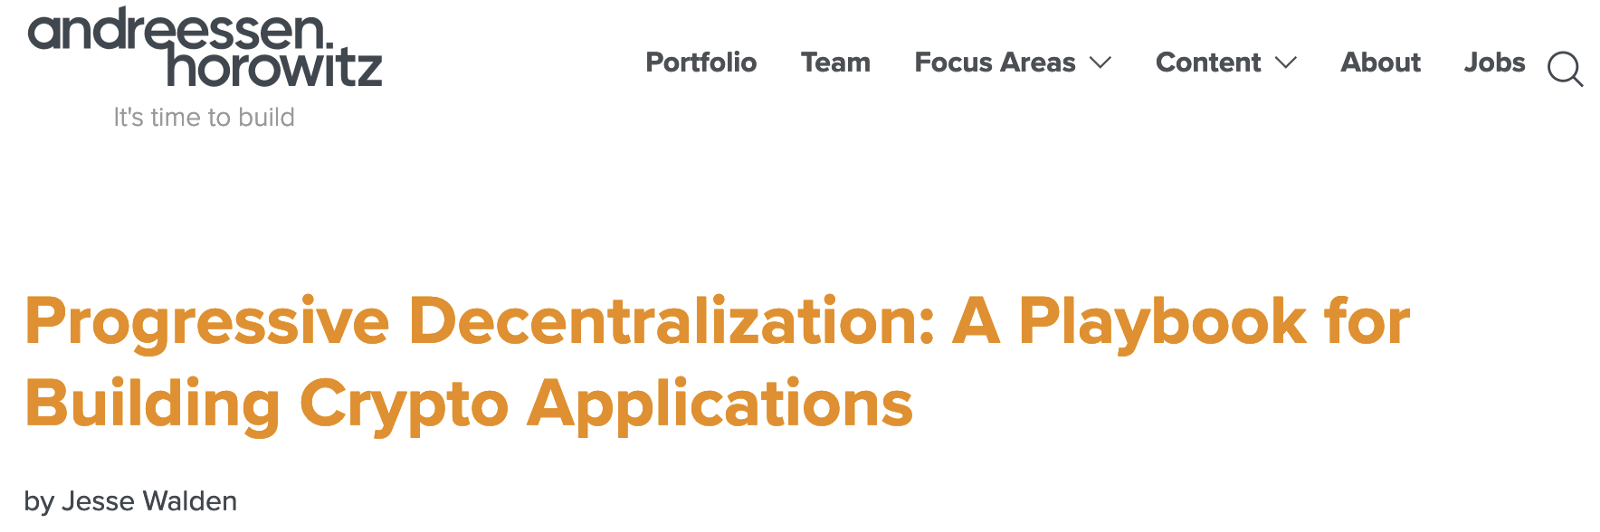 andreessen.
horowitz
It's time to build
Portfolio Team Focus Areas Content About Jobs
Progressive Decentralization: A Playbook for
Building Crypto Applications
by Jesse Walden